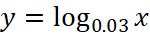 y = log₀.₀₃ x